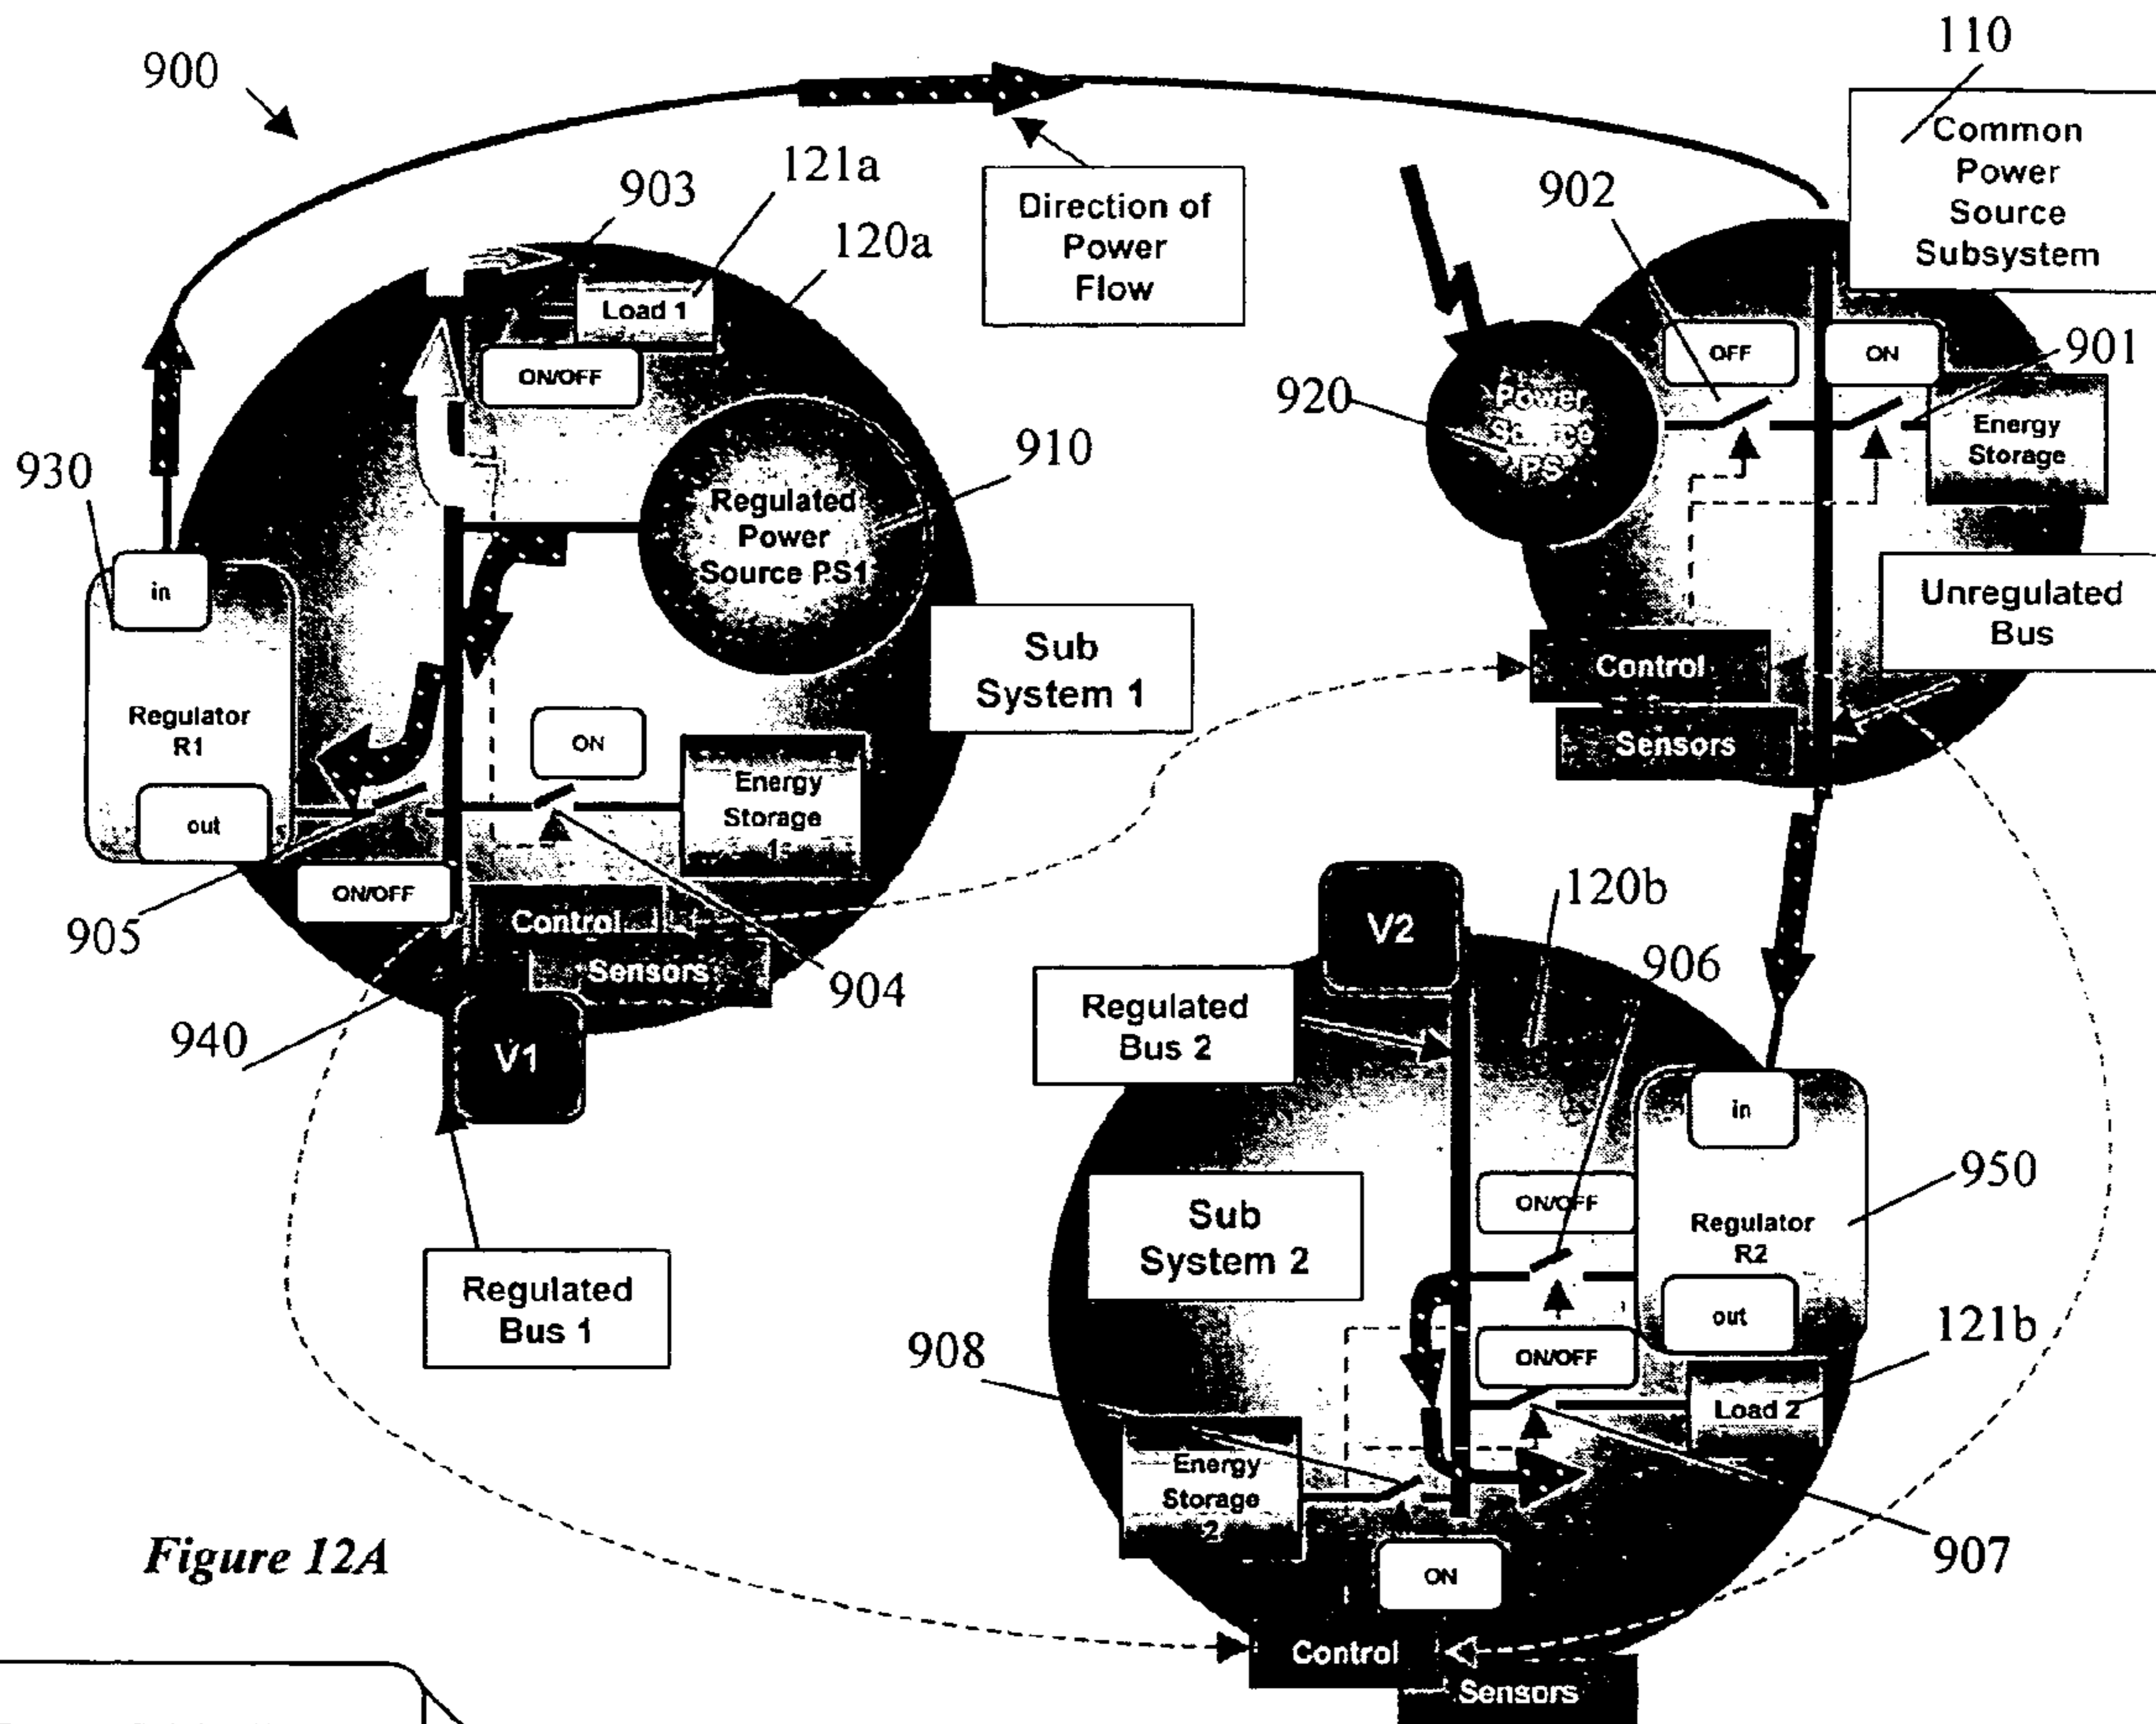 900
110
Common
Power
Source
Subsystem
121a
903
120a
Direction of
Power
Flow
902
Load 1
ON/OFF
OFF
ON
901
920
Power
Source
PS
Energy
Storage
930
910
Regulated
Power
Source PS1
in
Unregulated
Bus
Sub
System 1
Control
Sensors
Regulator
R1
ON
Energy
Storage
1
out
ON/OFF
905
Control
Sensors
904
940
V1
V2
120b
906
Regulated
Bus 2
in
950
ON/OFF
Regulator
R2
Sub
System 2
Regulated
Bus 1
out
121b
908
ON/OFF
Load 2
Energy
Storage
2
907
Figure 12A
ON
Control
Sensors